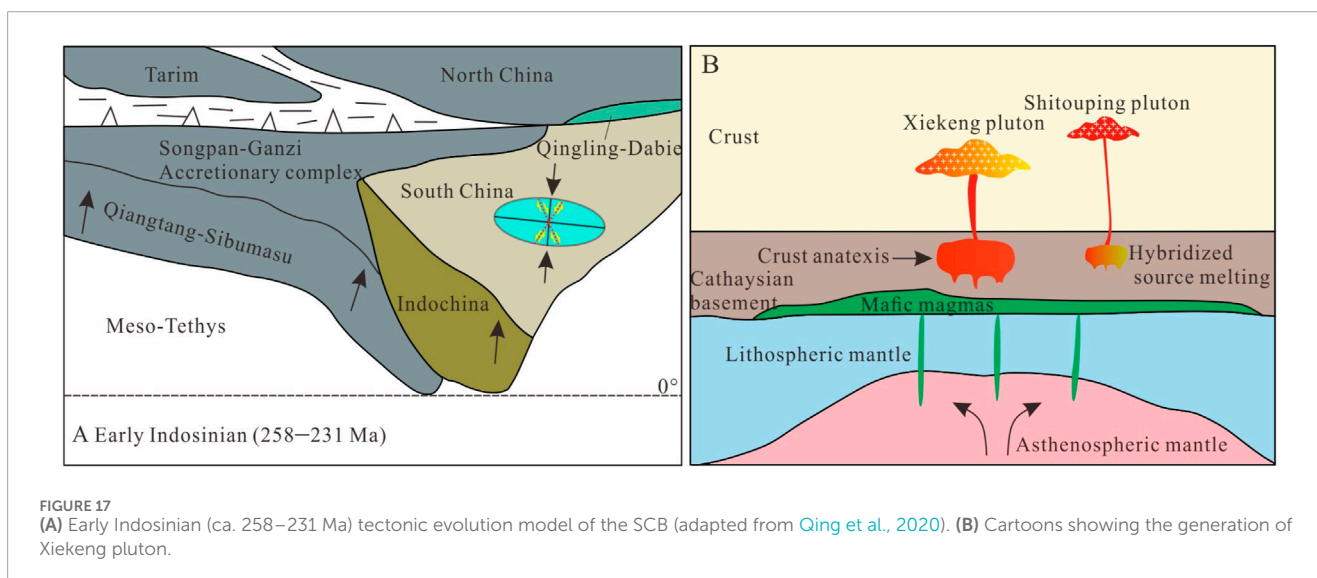 Tarim
North China
Songpan-Ganzi
Accretionary complex
Qingling-Dabie
South China
Qiangtang-Sibumasu
Indochina
Meso-Tethys
0°
A Early Indosinian (258—231 Ma)
B
Crust
Shitouping pluton
Xiekeng pluton
Crust anatexis
Hybridized
source melting
Cathaysian
basement
Mafic magmas
Lithospheric mantle
Asthenospheric mantle
FIGURE 17
(A) Early Indosinian (ca. 258–231 Ma) tectonic evolution model of the SCB (adapted from Qing et al., 2020). (B) Cartoons showing the generation of
Xiekeng pluton.